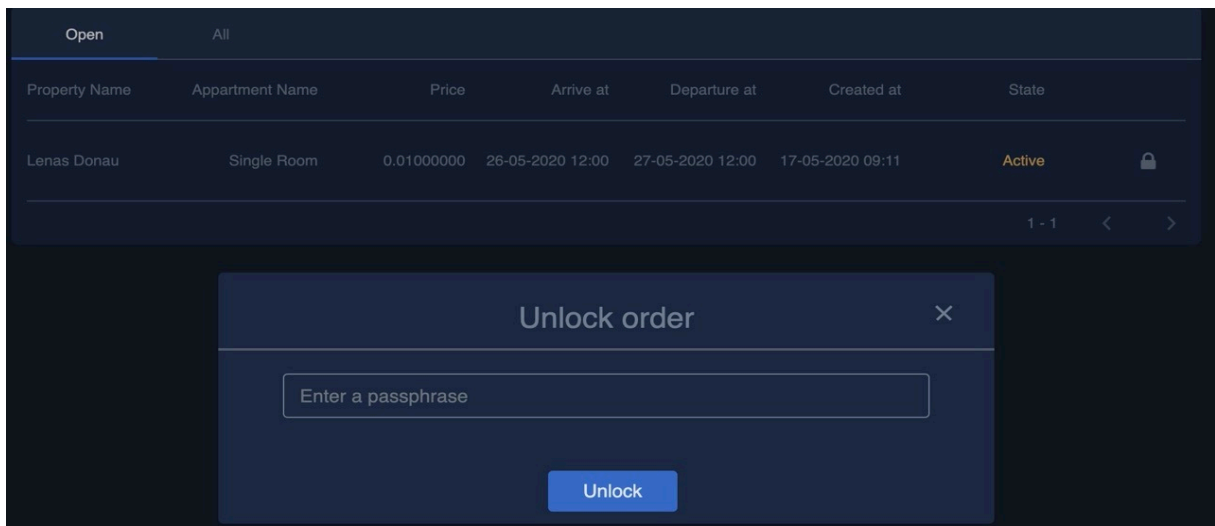 Open All
Property Name Appartment Name Price Arrive at Departure at Created at State
Lenas Donau Single Room 0.01000000 26-05-2020 12:00 27-05-2020 12:00 17-05-2020 09:11 Active
1 - 1
Unlock order
Enter a passphrase
Unlock